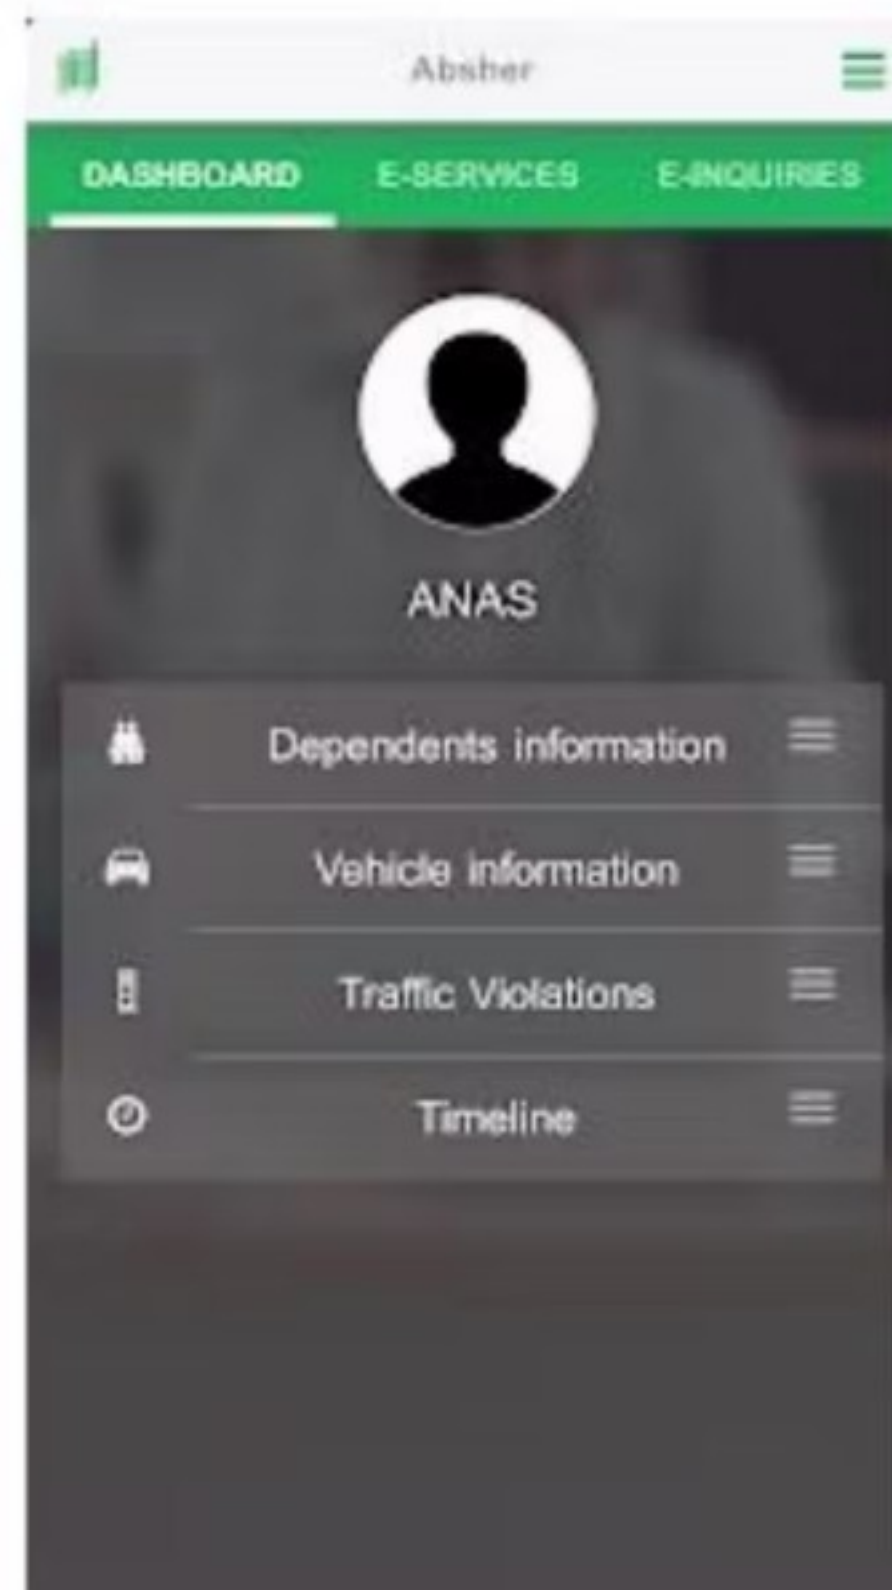 Absher
DASHBOARD E-SERVICES E-INQUIRIES
ANAS
Dependents information
Vehicle information
Traffic Violations
Timeline